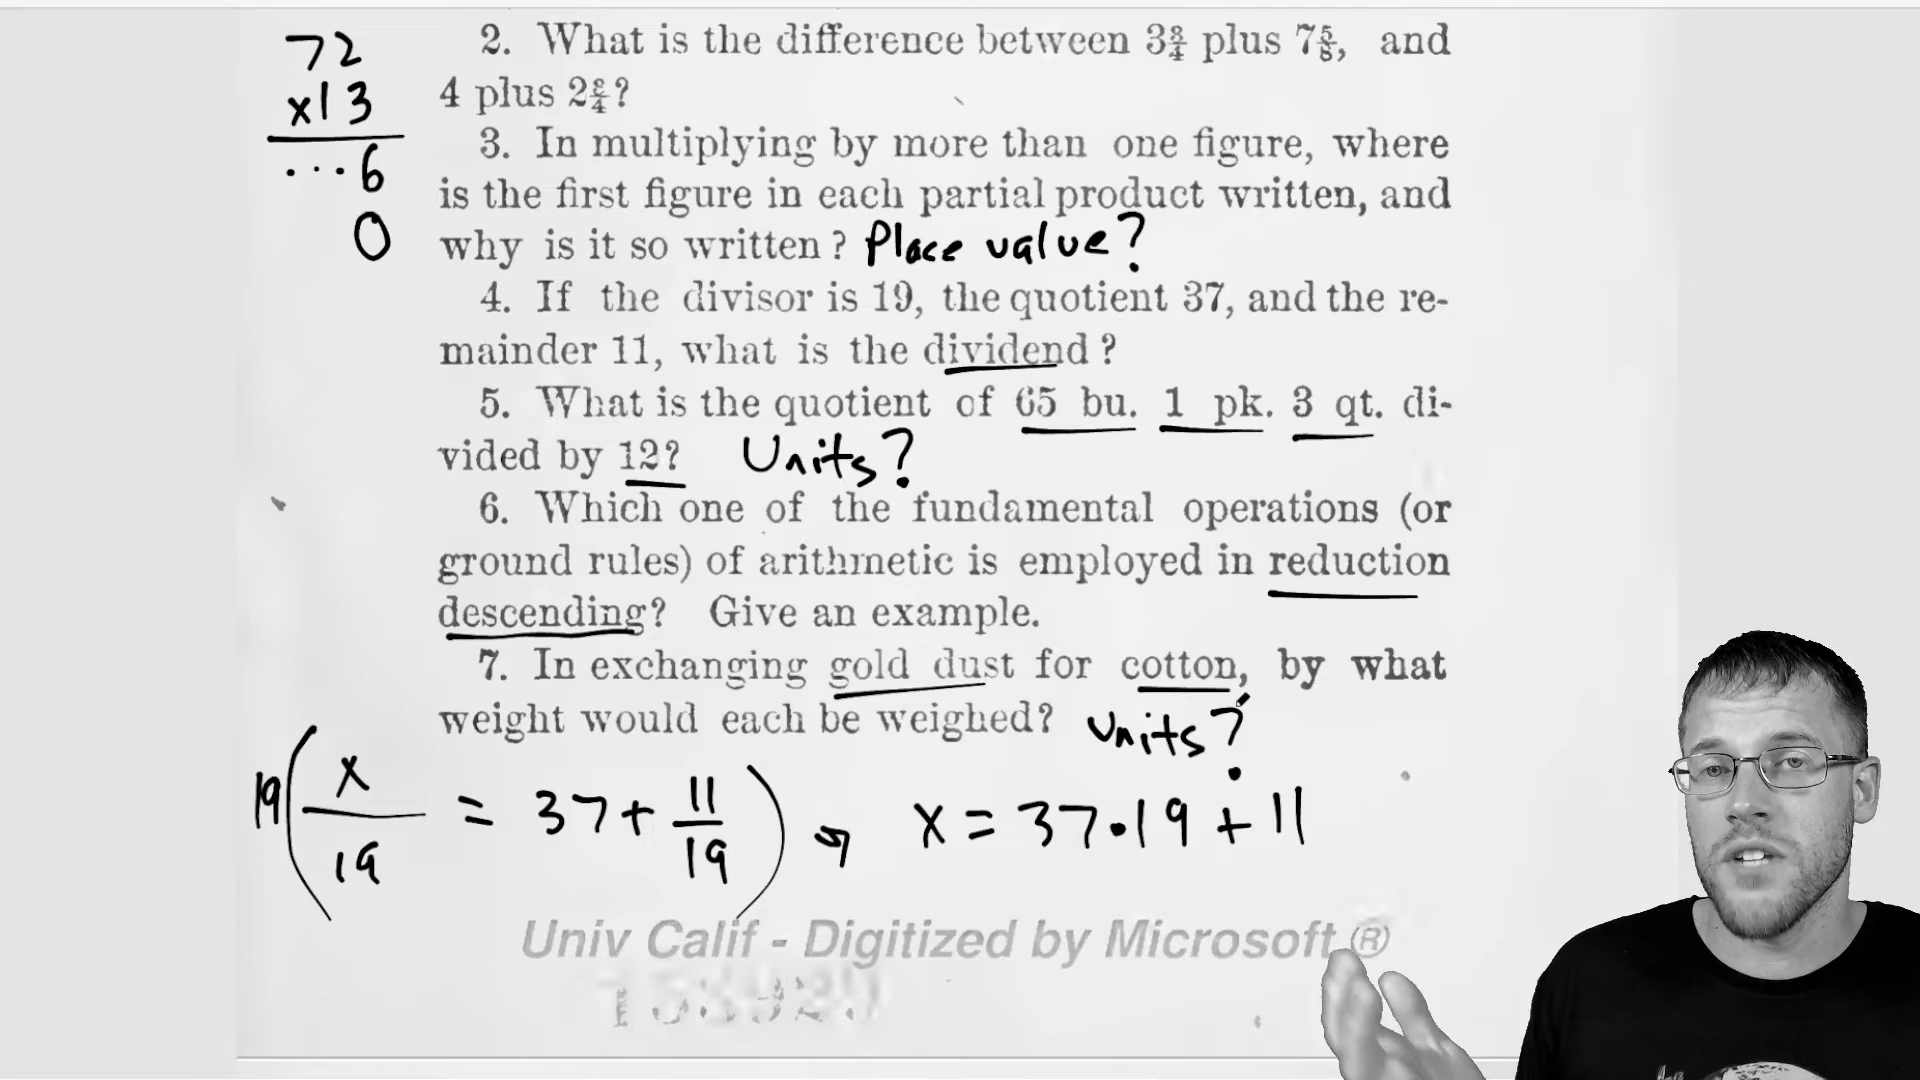 72
x13
...6
0
2. What is the difference between 3¾ plus 7⅝, and
4 plus 2¾?
3. In multiplying by more than one figure, where
is the first figure in each partial product written, and
why is it so written? Place value?
4. If the divisor is 19, the quotient 37, and the re-
mainder 11, what is the dividend?
5. What is the quotient of 65 bu. 1 pk. 3 qt. di-
vided by 12? Units?
6. Which one of the fundamental operations (or
ground rules) of arithmetic is employed in reduction
descending? Give an example.
7. In exchanging gold dust for cotton, by what
weight would each be weighed? Units?
19(x/19 = 37+11/19) → x=37·19+11
Univ Calif - Digitized by Microsoft ®